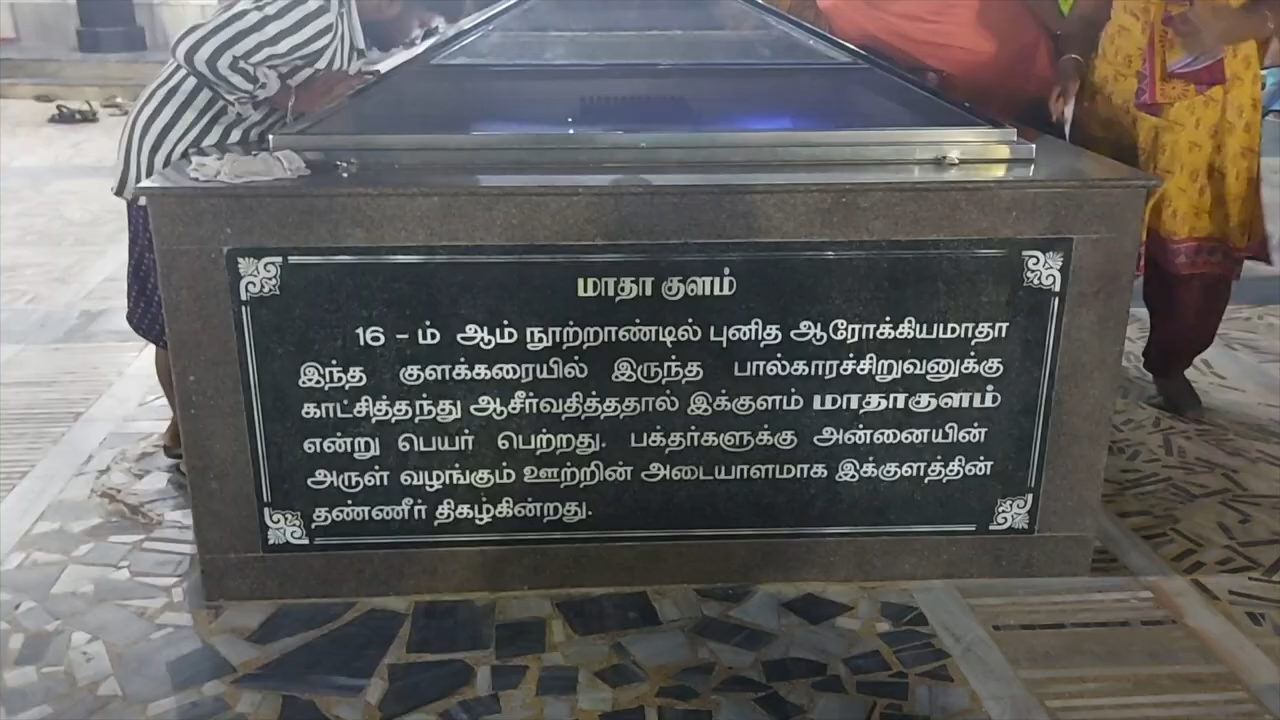 மாதா குளம்
16 – ம் ஆம் நூற்றாண்டில் புனித ஆரோக்கியமாதா
இந்த குளக்கரையில் இருந்த பால்காரச்சிறுவனுக்கு
காட்சித்தந்து ஆசீர்வதித்ததால் இக்குளம் மாதாகுளம்
என்று பெயர் பெற்றது. பக்தர்களுக்கு அன்னையின்
அருள் வழங்கும் ஊற்றின் அடையாளமாக இக்குளத்தின்
தண்ணீர் திகழ்கின்றது.